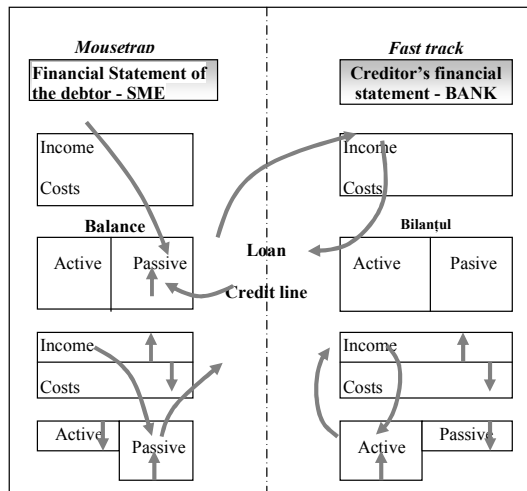 Mousetrap
Financial Statement of
the debtor - SME
Income
Costs
Balance
Active
Passive
Loan
Credit line
Income
Costs
Active
Passive
Fast track
Creditor's financial
statement - BANK
Income
Costs
Bilanțul
Active
Pasive
Income
Costs
Active
Passive